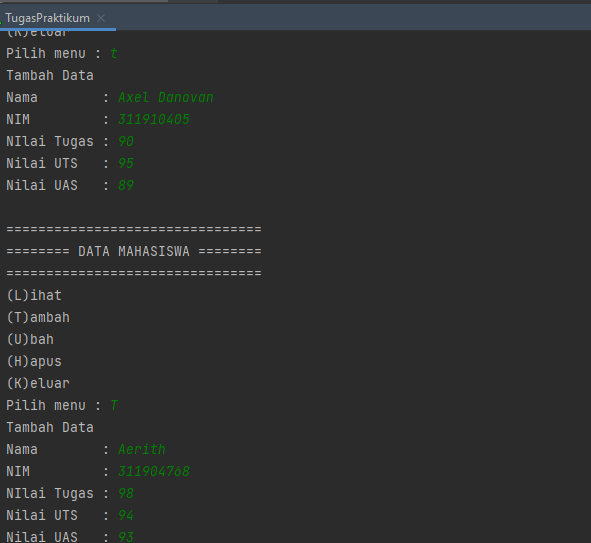 TugasPraktikum
(K)eluar
Pilih menu : t
Tambah Data
Nama        : Axel Danovan
NIM         : 311910405
NIlai Tugas : 90
Nilai UTS   : 95
Nilai UAS   : 89
================================
======== DATA MAHASISWA ========
================================
(L)ihat
(T)ambah
(U)bah
(H)apus
(K)eluar
Pilih menu : T
Tambah Data
Nama        : Aerith
NIM         : 311904768
NIlai Tugas : 98
Nilai UTS   : 94
Nilai UAS   : 93